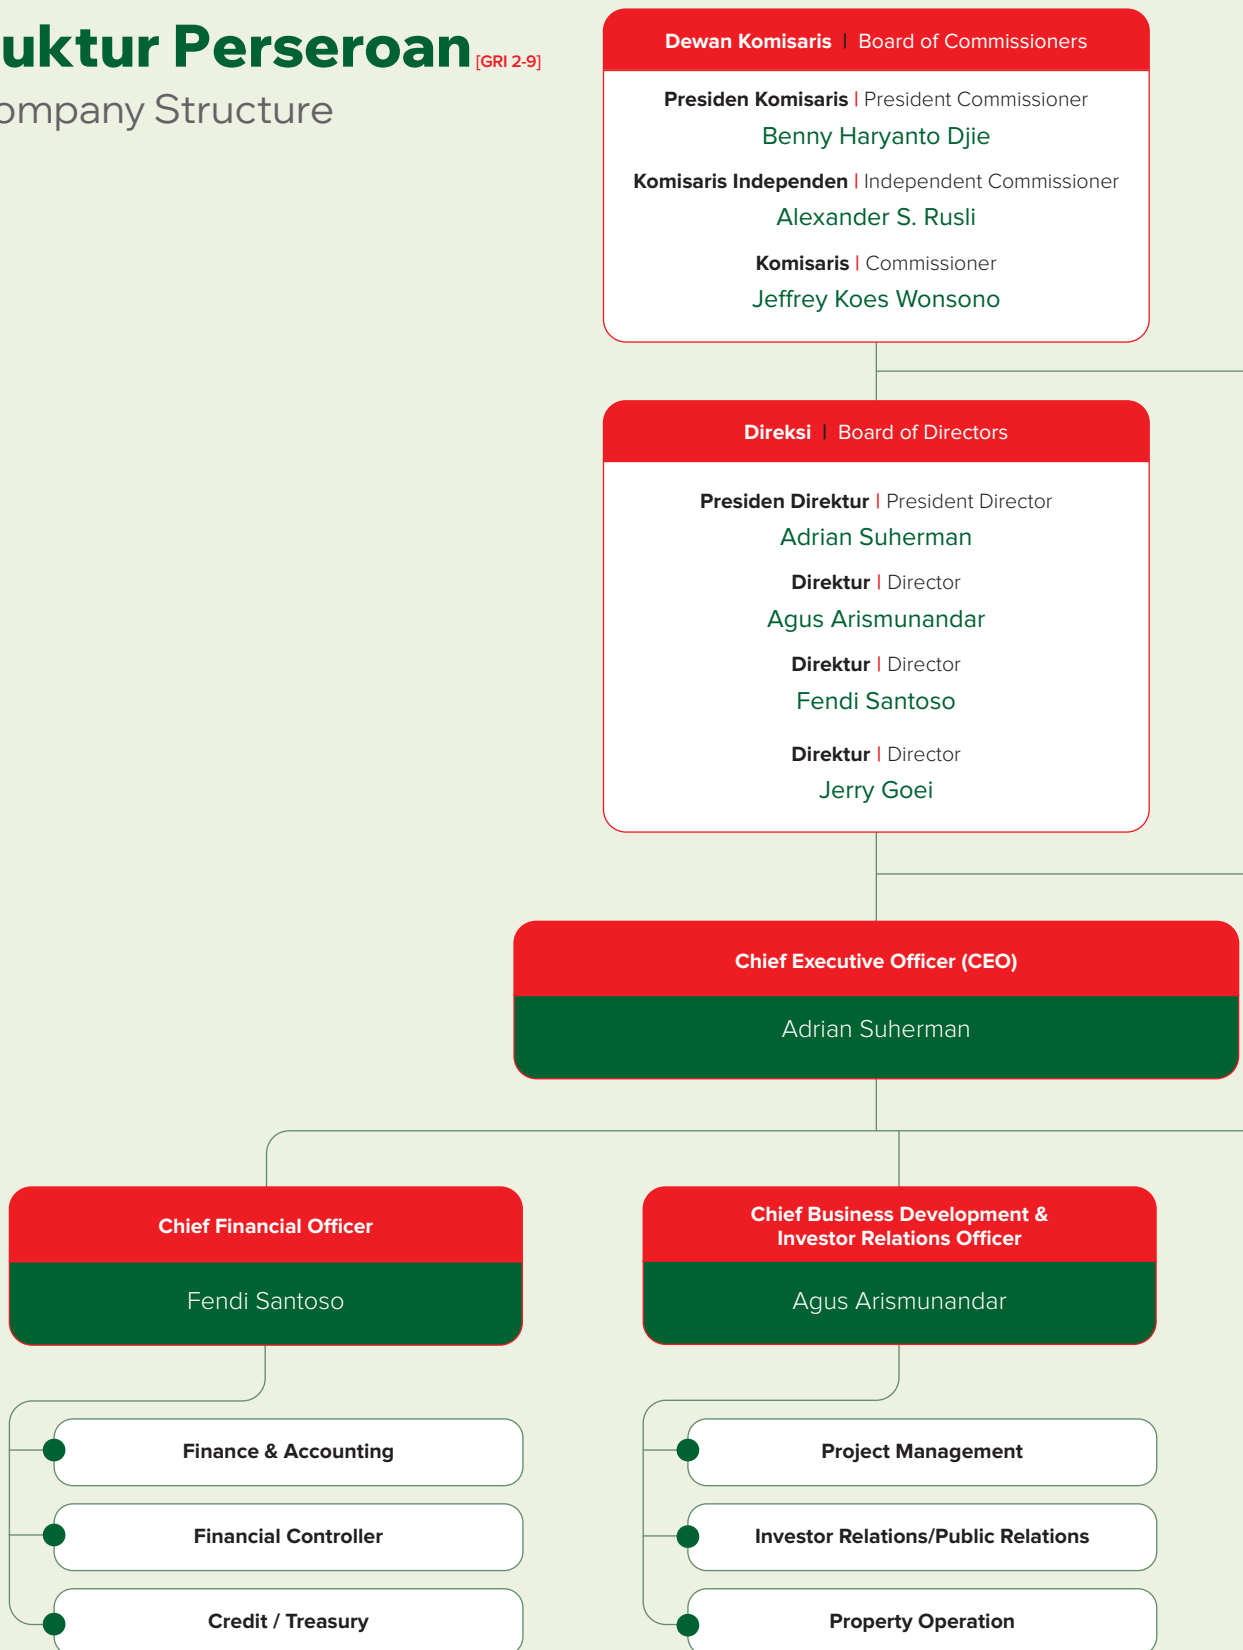 uktur Perseroan [GRI 2-9]
ompany Structure
Dewan Komisaris | Board of Commissioners
Presiden Komisaris | President Commissioner
Benny Haryanto Djie
Komisaris Independen | Independent Commissioner
Alexander S. Rusli
Komisaris | Commissioner
Jeffrey Koes Wonsono
Direksi | Board of Directors
Presiden Direktur | President Director
Adrian Suherman
Direktur | Director
Agus Arismunandar
Direktur | Director
Fendi Santoso
Direktur | Director
Jerry Goei
Chief Executive Officer (CEO)
Adrian Suherman
Chief Financial Officer
Fendi Santoso
Finance & Accounting
Financial Controller
Credit / Treasury
Chief Business Development &
Investor Relations Officer
Agus Arismunandar
Project Management
Investor Relations/Public Relations
Property Operation